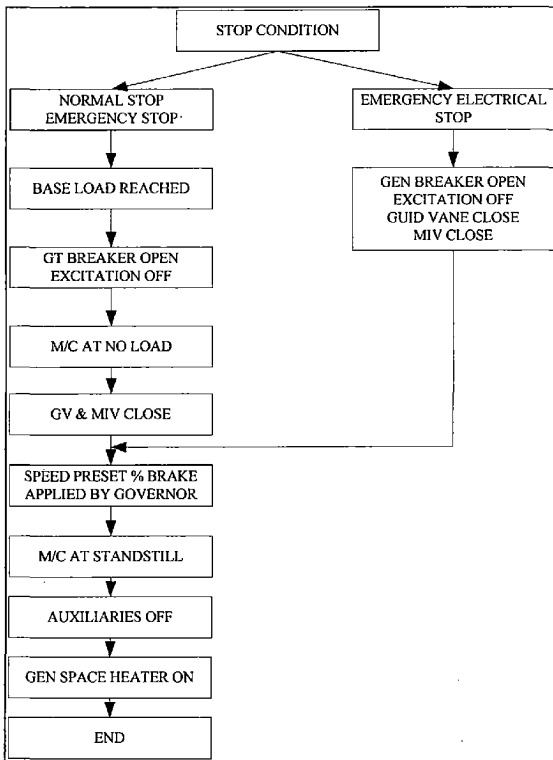 STOP CONDITION
NORMAL STOP
EMERGENCY STOP
EMERGENCY ELECTRICAL
STOP
BASE LOAD REACHED
GEN BREAKER OPEN
EXCITATION OFF
GUID VANE CLOSE
MIV CLOSE
GT BREAKER OPEN
EXCITATION OFF
M/C AT NO LOAD
GV & MIV CLOSE
SPEED PRESET % BRAKE
APPLIED BY GOVERNOR
M/C AT STANDSTILL
AUXILIARIES OFF
GEN SPACE HEATER ON
END